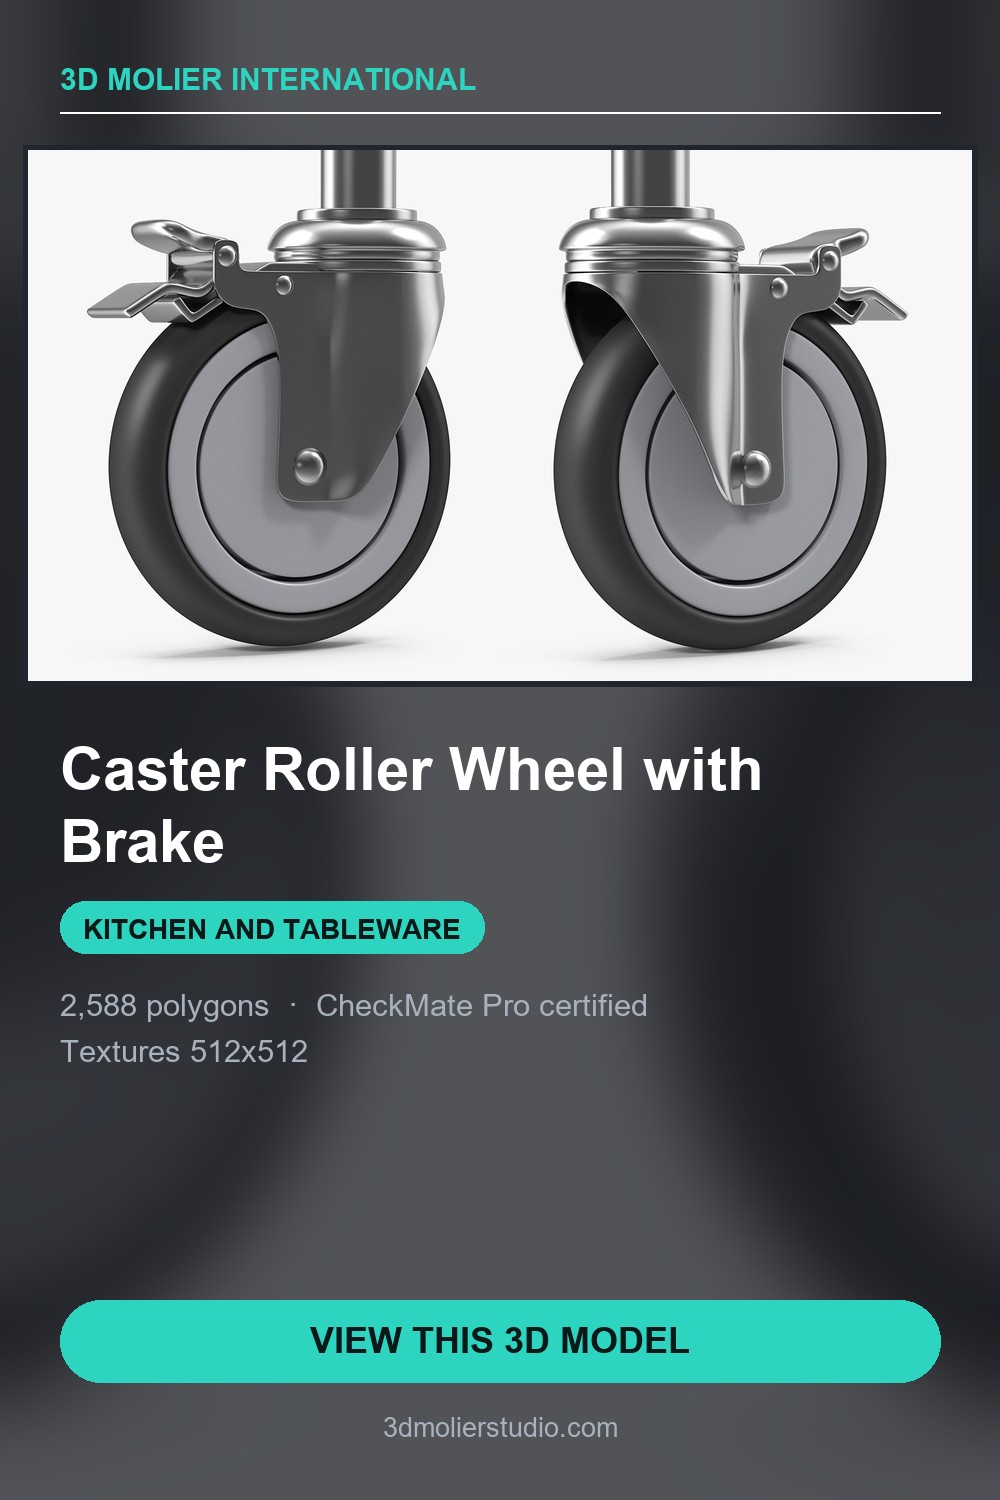 3D MOLIER INTERNATIONAL
Caster Roller Wheel with
Brake
KITCHEN AND TABLEWARE
2,588 polygons · CheckMate Pro certified
Textures 512x512
VIEW THIS 3D MODEL
3dmolierstudio.com